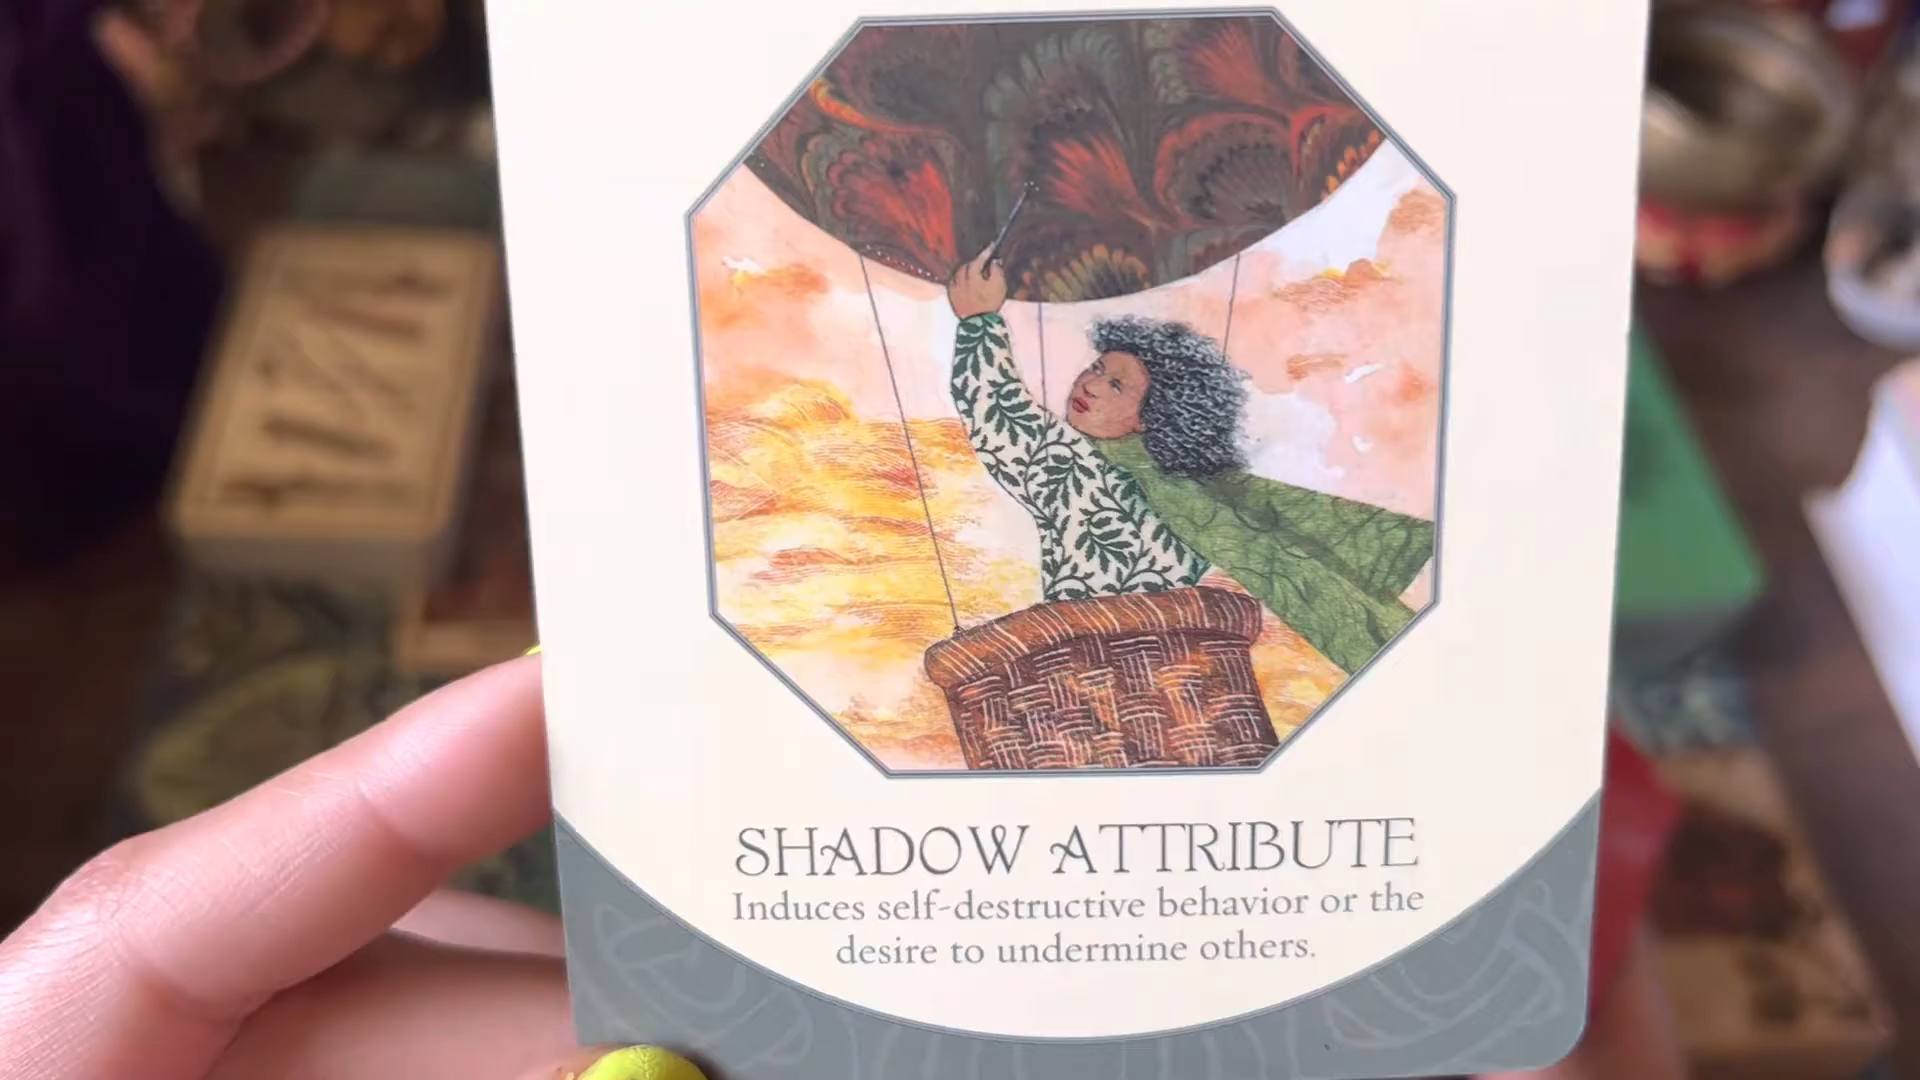 SHADOW ATTRIBUTE
Induces self-destructive behavior or the
desire to undermine others.